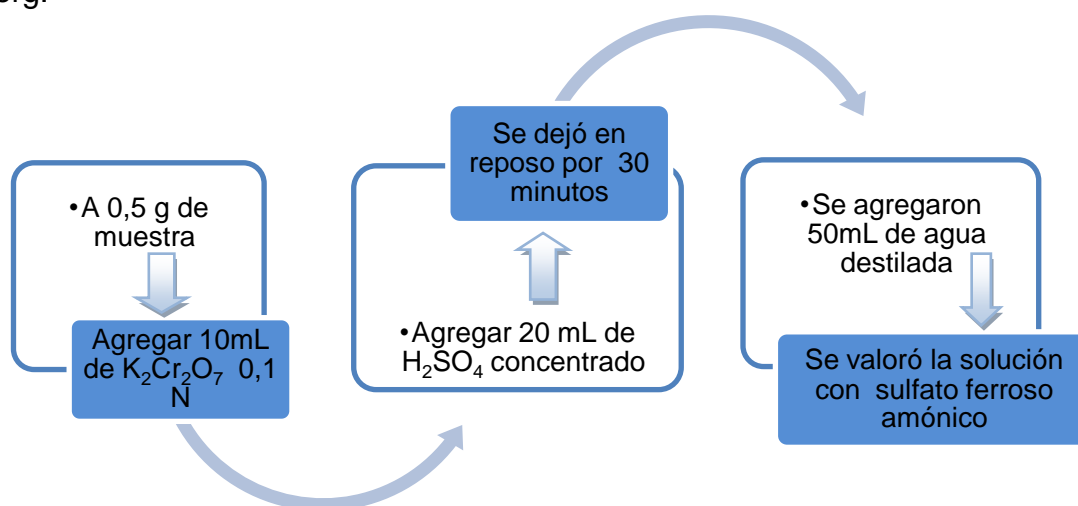 org.
•A 0,5 g de
muestra
Agregar 10mL
de K₂Cr₂O₇ 0,1
N
Se dejó en
reposo por 30
minutos
•Agregar 20 mL de
H₂SO₄ concentrado
•Se agregaron
50mL de agua
destilada
Se valoró la solución
con sulfato ferroso
amónico